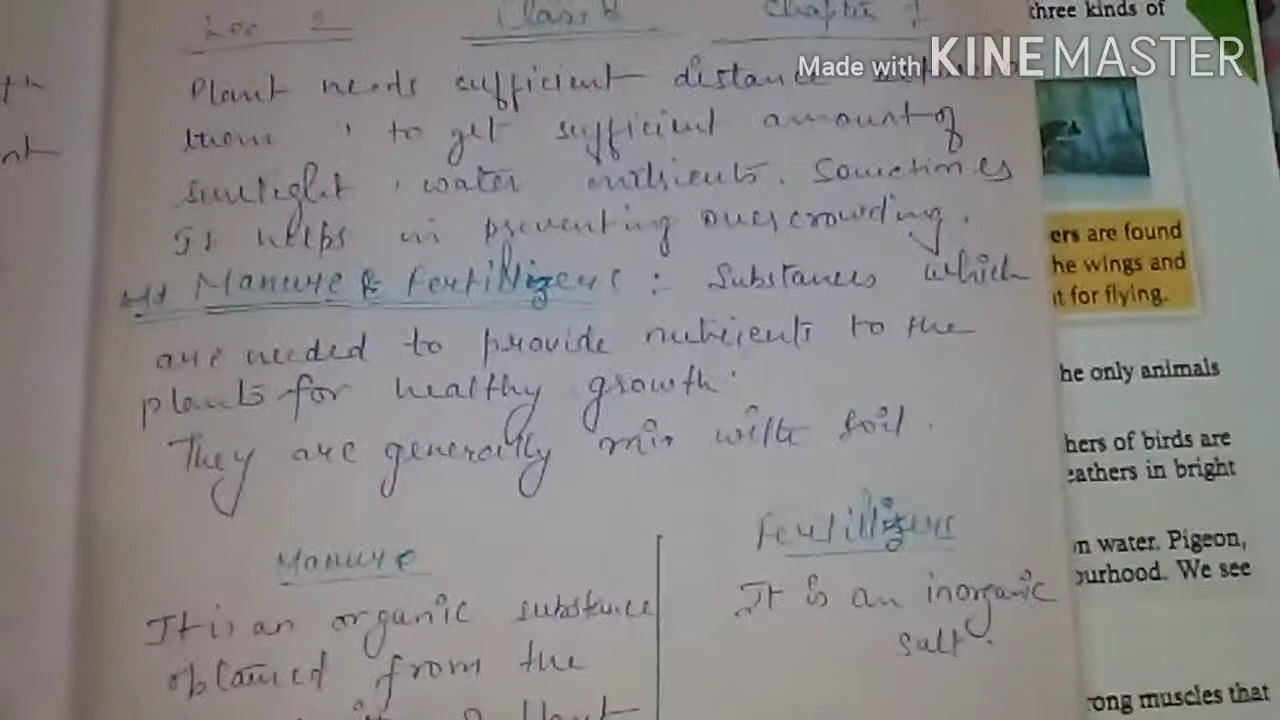 Class 8
Chapter 1
Plant needs sufficient distance
them, to get sufficient amount of
sunlight, water nutrients. Sometimes
It helps in preventing overcrowding.
Manure & Fertillizers :- Substances which
are needed to provide nutrients to the
plants for healthy growth.
They are generally mix with soil.
Manure
It is an organic substance
obtained from the
Plant
Fertillizers
It is an inorganic
salt.
Made with KINEMASTER
three kinds of
ers are found
he wings and
it for flying.
he only animals
hers of birds are
eathers in bright
n water. Pigeon,
ourhood. We see
rong muscles that